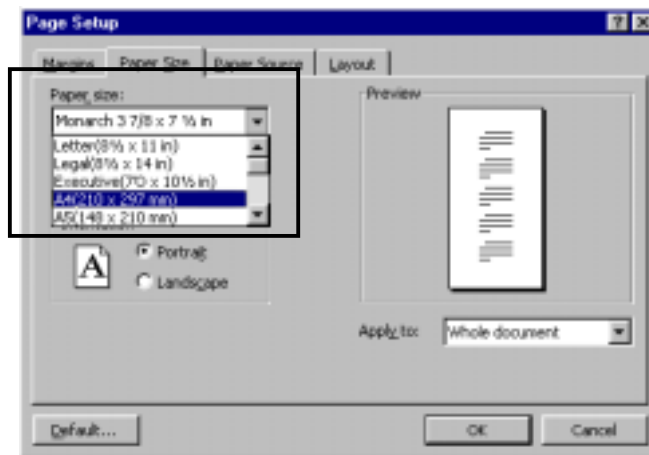 Page Setup
Margins Paper Size Paper Source Layout
Paper size:
Monarch 3 7/8 x 7 ½ in
Letter(8½ x 11 in)
Legal(8½ x 14 in)
A4(210 x 297 mm)
A5(148 x 210 mm)
A
Portrait
Landscape
Preview
Apply to: Whole document
Default... OK Cancel